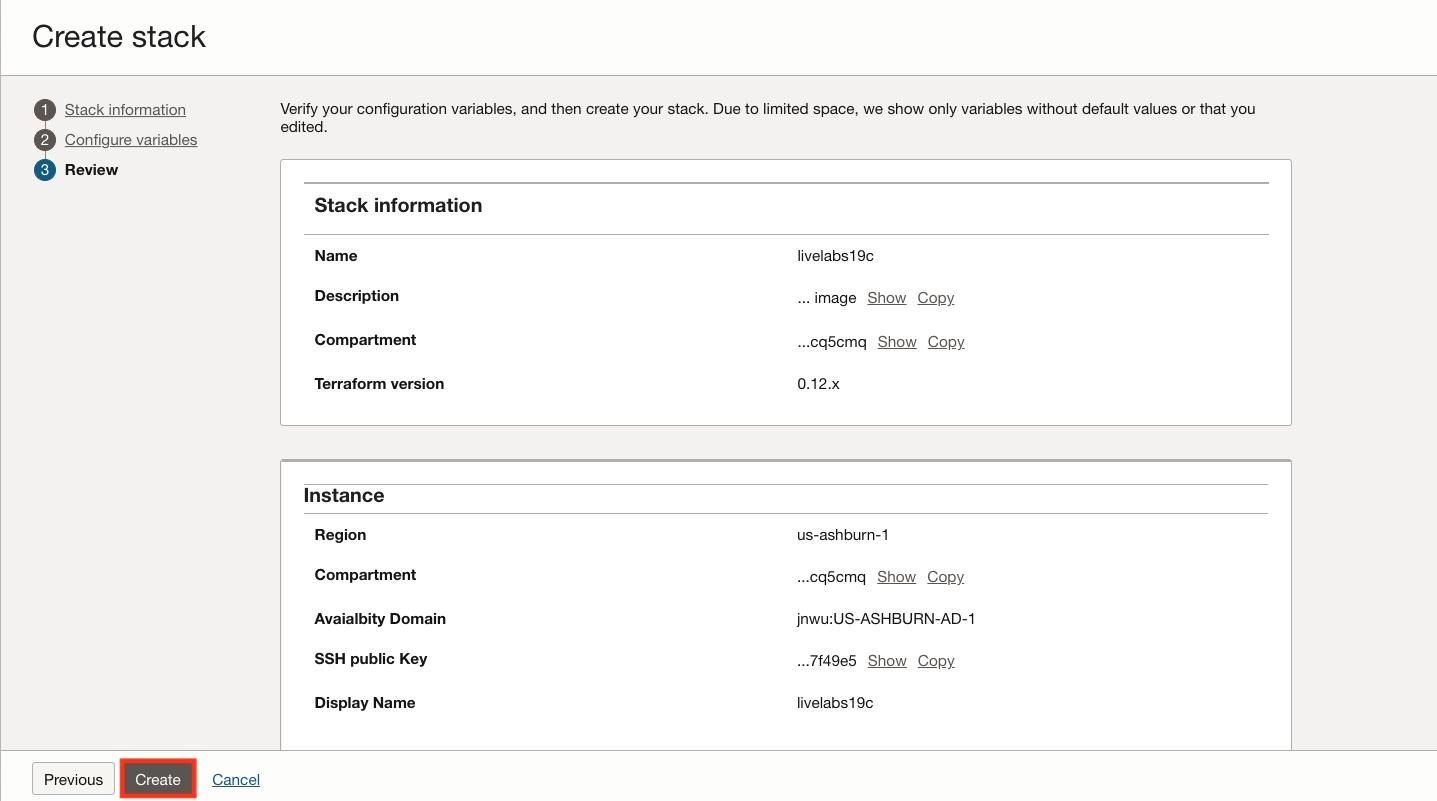 Create stack
1 Stack information
2 Configure variables
3 Review
Verify your configuration variables, and then create your stack. Due to limited space, we show only variables without default values or that you
edited.
Stack information
Name livelabs19c
Description ... image Show Copy
Compartment ...cq5cmq Show Copy
Terraform version 0.12.x
Instance
Region us-ashburn-1
Compartment ...cq5cmq Show Copy
Avaialbity Domain jnwu:US-ASHBURN-AD-1
SSH public Key ...7f49e5 Show Copy
Display Name livelabs19c
Previous Create Cancel